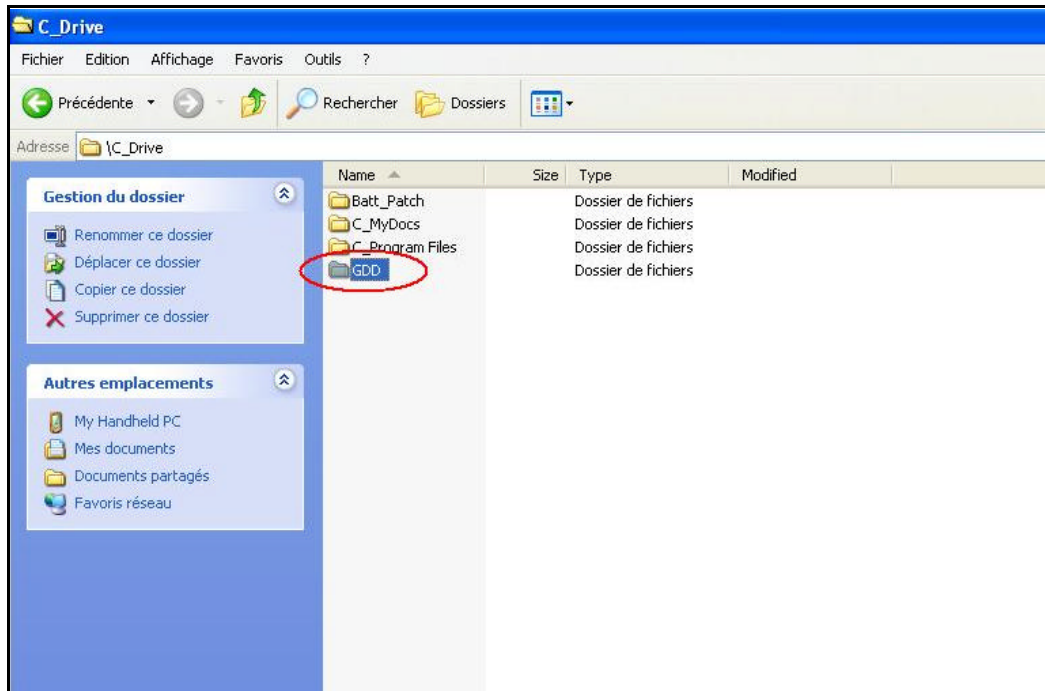 C_Drive
Fichier Edition Affichage Favoris Outils ?
Précédente Rechercher Dossiers
Adresse \C_Drive
Name Size Type Modified
Gestion du dossier
Renommer ce dossier
Déplacer ce dossier
Copier ce dossier
Supprimer ce dossier
Autres emplacements
My Handheld PC
Mes documents
Documents partagés
Favoris réseau
Batt_Patch Dossier de fichiers
C_MyDocs Dossier de fichiers
C_Program Files Dossier de fichiers
GDD Dossier de fichiers